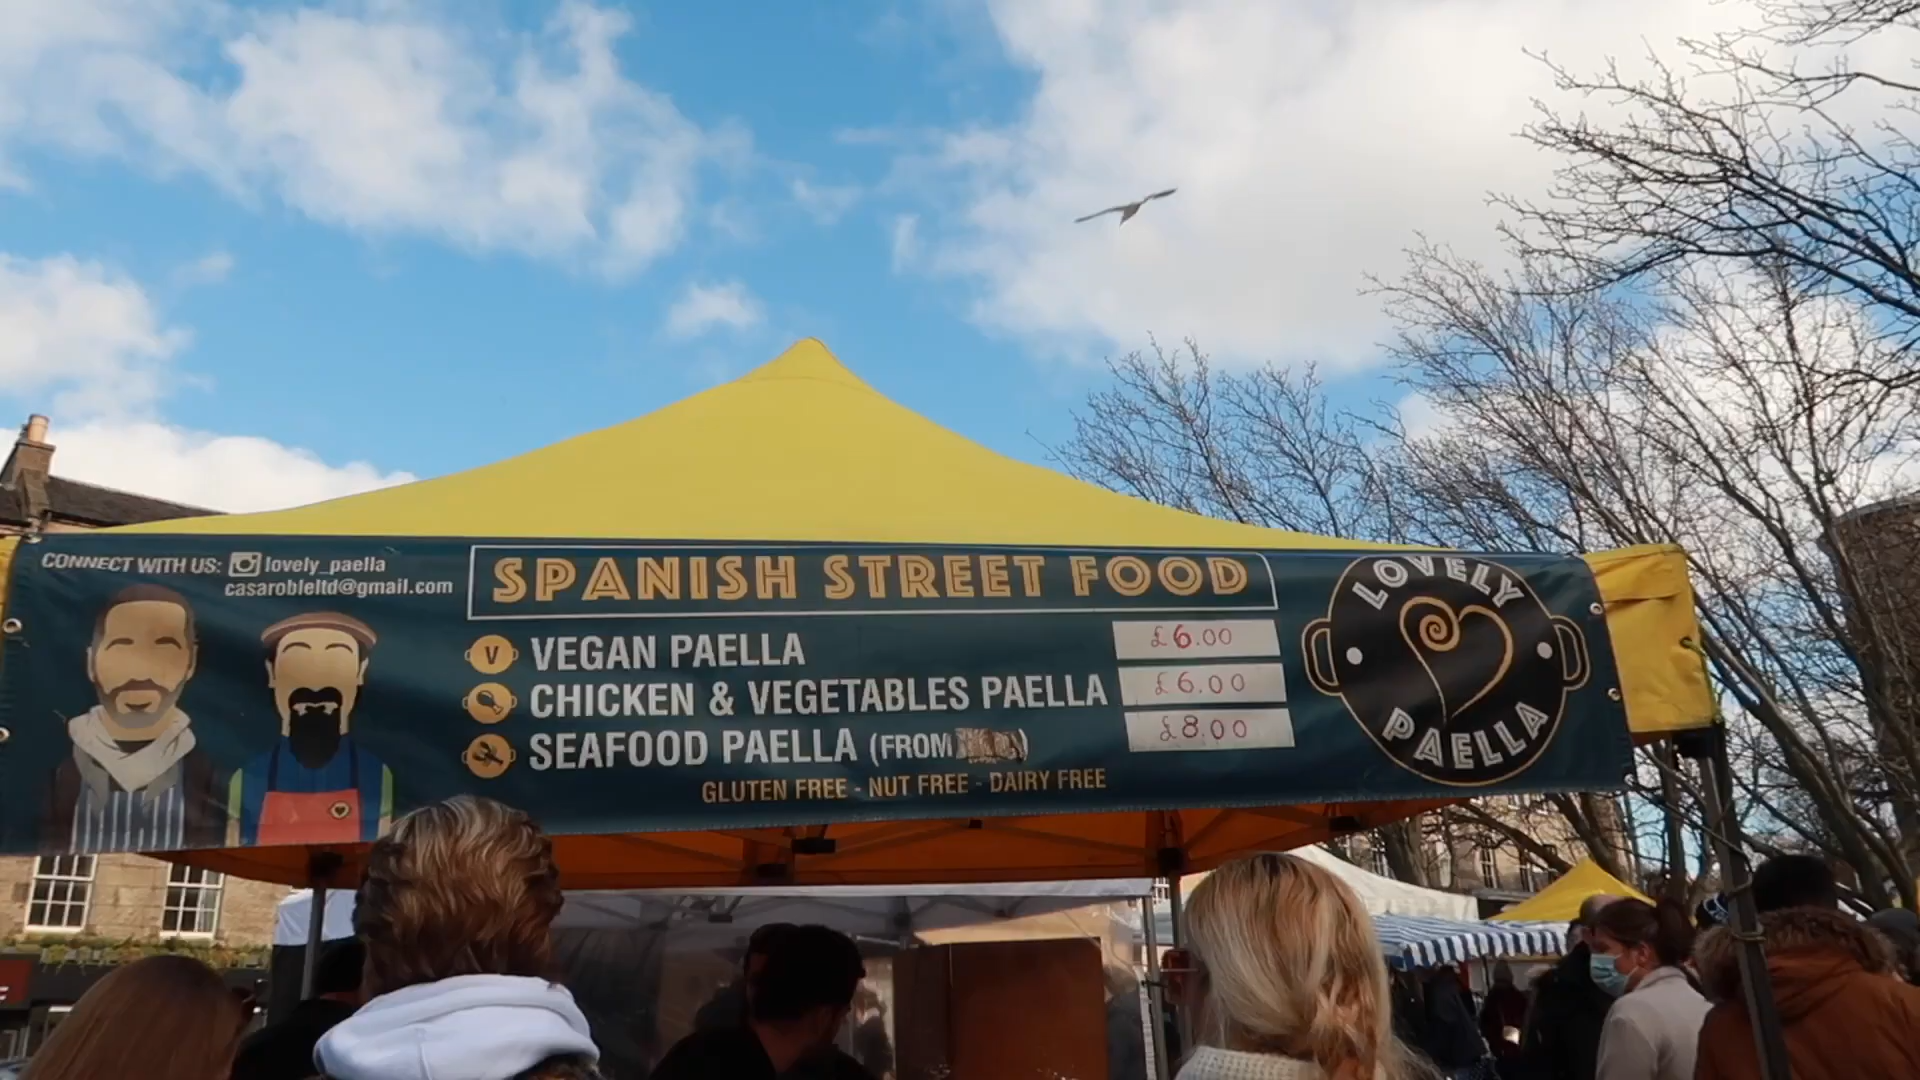 CONNECT WITH US: lovely_paella
casarobleltd@gmail.com
SPANISH STREET FOOD
V VEGAN PAELLA £6.00
CHICKEN & VEGETABLES PAELLA £6.00
SEAFOOD PAELLA (FROM ) £8.00
GLUTEN FREE - NUT FREE - DAIRY FREE
LOVELY
PAELLA